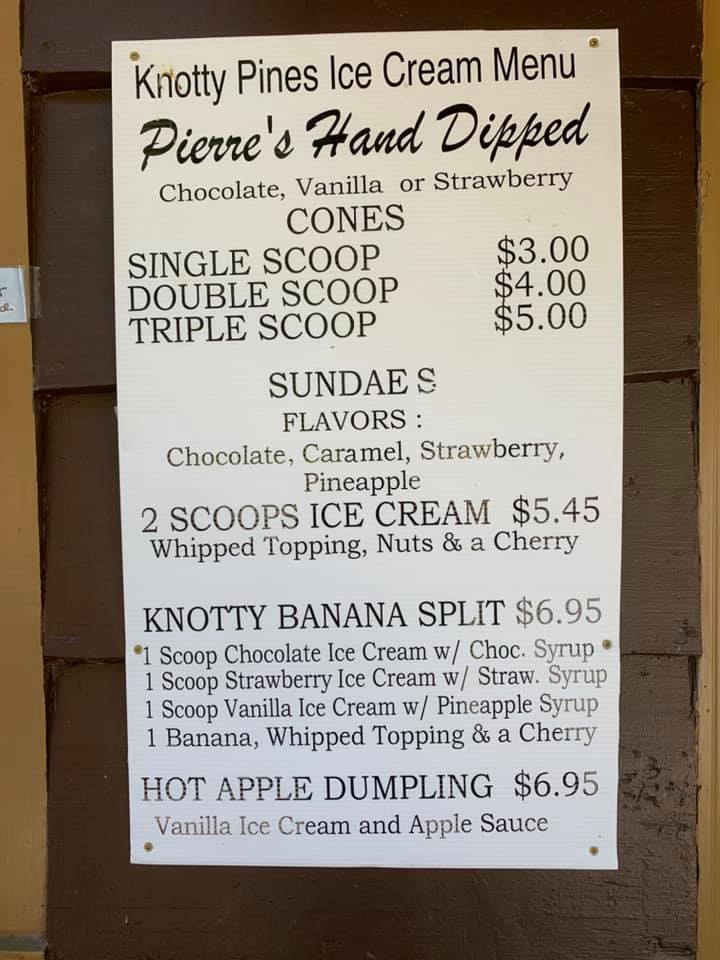 Knotty Pines Ice Cream Menu
Pierre's Hand Dipped
Chocolate, Vanilla or Strawberry
CONES
SINGLE SCOOP $3.00
DOUBLE SCOOP $4.00
TRIPLE SCOOP $5.00
SUNDAE S
FLAVORS :
Chocolate, Caramel, Strawberry,
Pineapple
2 SCOOPS ICE CREAM $5.45
Whipped Topping, Nuts & a Cherry
KNOTTY BANANA SPLIT $6.95
1 Scoop Chocolate Ice Cream w/ Choc. Syrup
1 Scoop Strawberry Ice Cream w/ Straw. Syrup
1 Scoop Vanilla Ice Cream w/ Pineapple Syrup
1 Banana, Whipped Topping & a Cherry
HOT APPLE DUMPLING $6.95
Vanilla Ice Cream and Apple Sauce